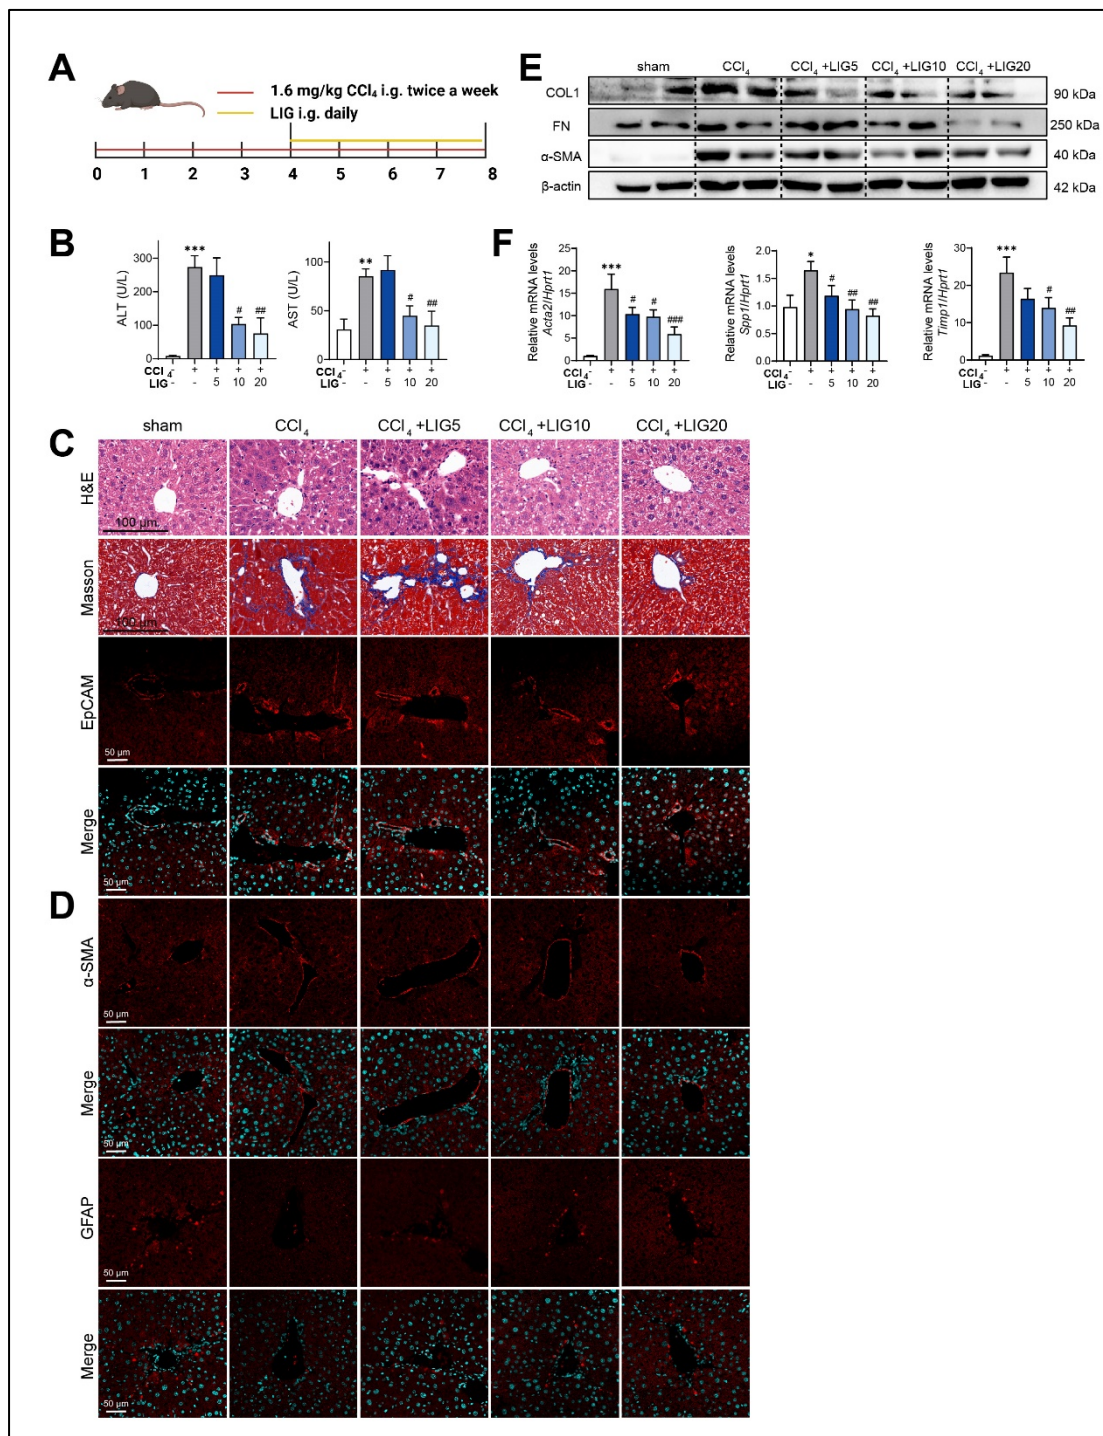 A
1.6 mg/kg CCl₄ i.g. twice a week
LIG i.g. daily
0 1 2 3 4 5 6 7 8
E
sham CCl₄ CCl₄ +LIG5 CCl₄ +LIG10 CCl₄ +LIG20
COL1 90 kDa
FN 250 kDa
α-SMA 40 kDa
β-actin 42 kDa
B
ALT (U/L)
300
200
100
0
***
#
##
CCl₄ - + + + +
LIG - - 5 10 20
AST (U/L)
150
100
50
0
**
#
##
CCl₄ - + + + +
LIG - - 5 10 20
F
Relative mRNA levels
Acta2/Hprt1
25
20
15
10
5
0
***
#
#
###
CCl₄ - + + + +
LIG - - 5 10 20
Relative mRNA levels
Spp1/Hprt1
2.0
1.5
1.0
0.5
0.0
*
#
##
##
CCl₄ - + + + +
LIG - - 5 10 20
Relative mRNA levels
Timp1/Hprt1
30
20
10
0
***
#
##
CCl₄ - + + + +
LIG - - 5 10 20
C
sham CCl₄ CCl₄ +LIG5 CCl₄ +LIG10 CCl₄ +LIG20
H&E
100 μm
Masson
100 μm
EpCAM
50 μm
Merge
50 μm
D
α-SMA
50 μm
Merge
50 μm
GFAP
50 μm
Merge
50 μm